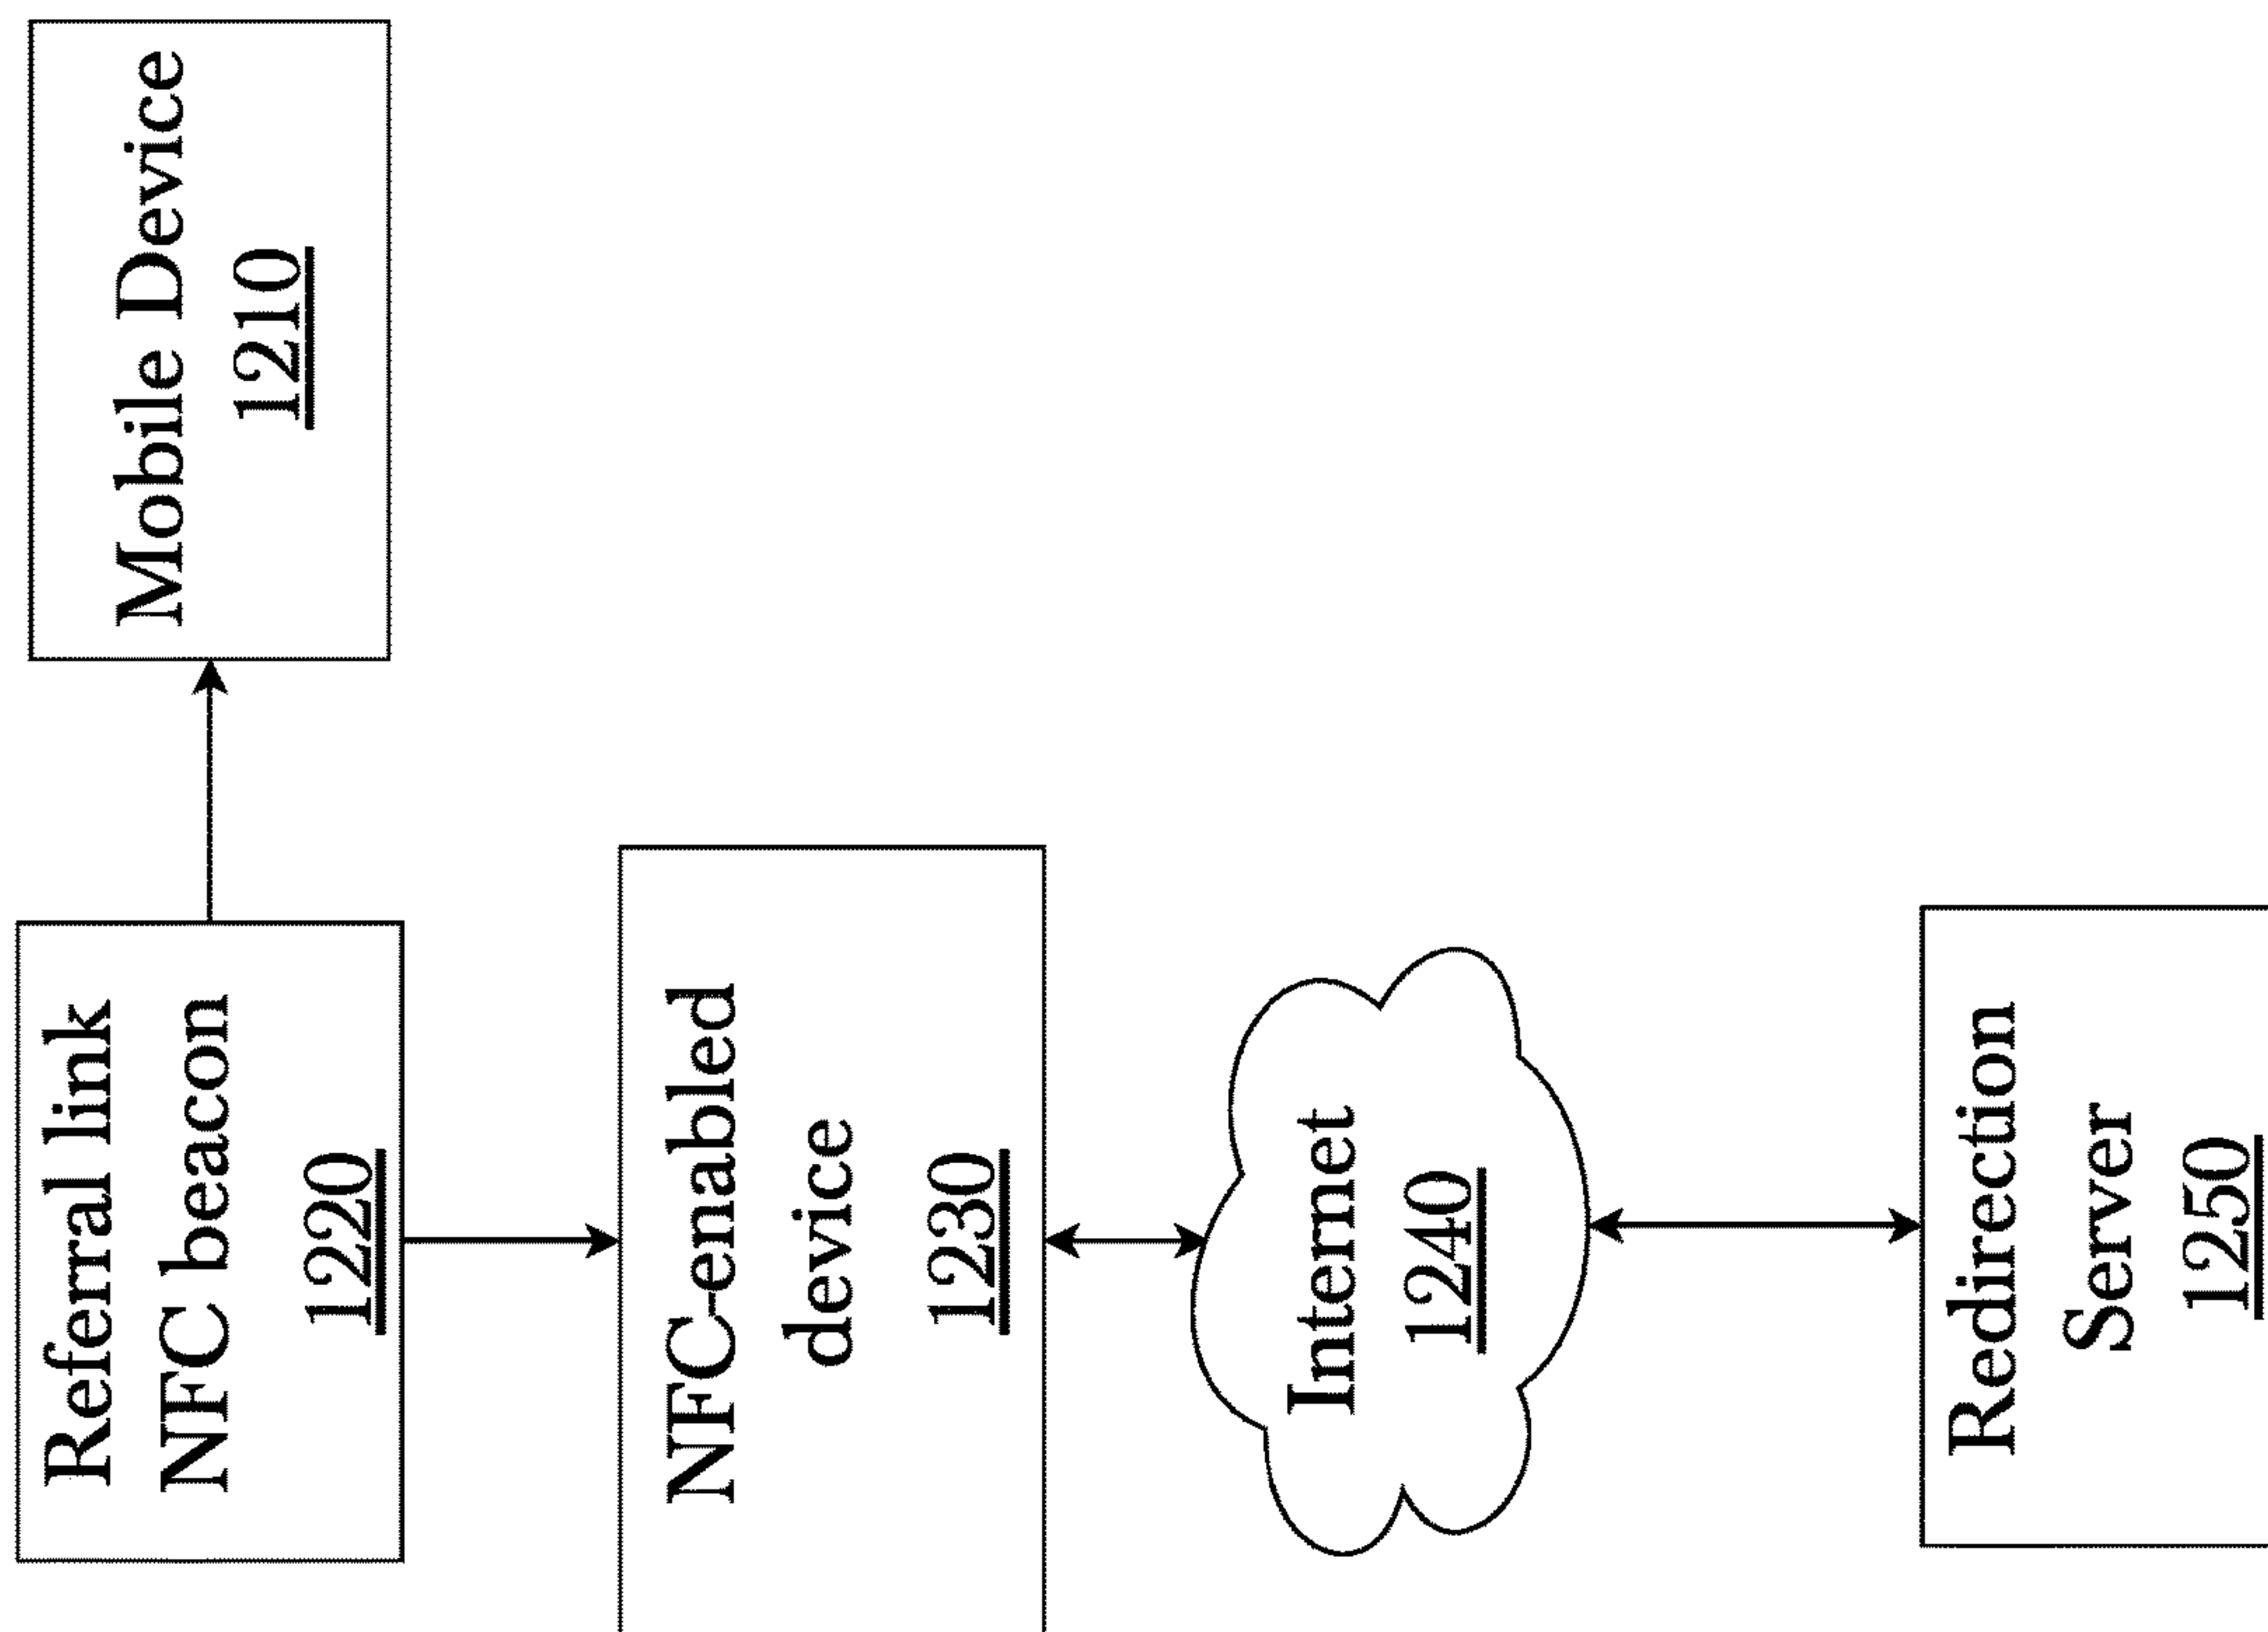 Mobile Device
1210
Referral link
NFC beacon
1220
NFC-enabled
device
1230
Internet
1240
Redirection
Server
1250